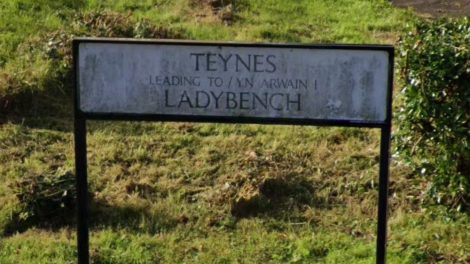 TEYNES
LEADING TO / YN ARWAIN I
LADYBENCH